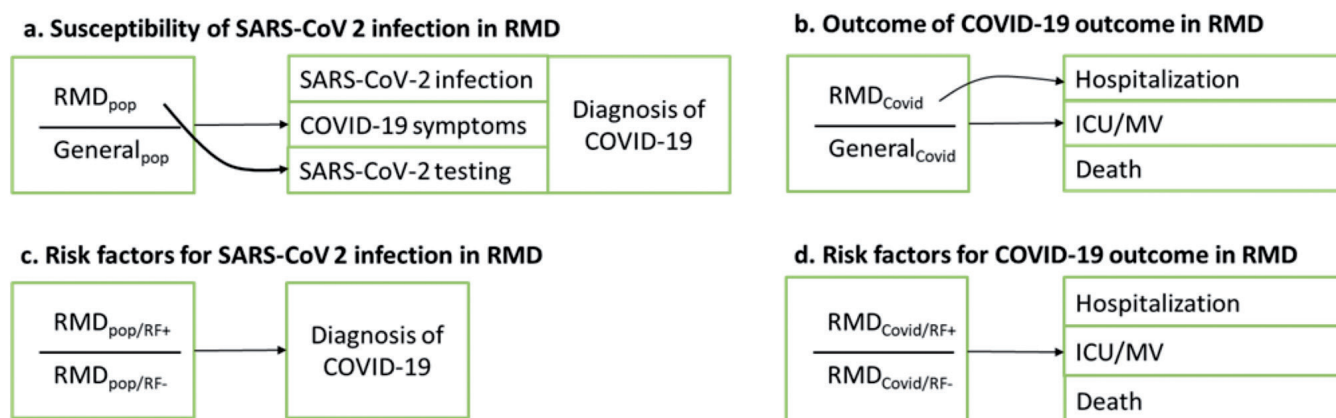 a. Susceptibility of SARS-CoV 2 infection in RMD
RMDpop
Generalpop
SARS-CoV-2 infection
COVID-19 symptoms
SARS-CoV-2 testing
Diagnosis of
COVID-19
b. Outcome of COVID-19 outcome in RMD
RMDCovid
GeneralCovid
Hospitalization
ICU/MV
Death
c. Risk factors for SARS-CoV 2 infection in RMD
RMDpop/RF+
RMDpop/RF-
Diagnosis of
COVID-19
d. Risk factors for COVID-19 outcome in RMD
RMDCovid/RF+
RMDCovid/RF-
Hospitalization
ICU/MV
Death